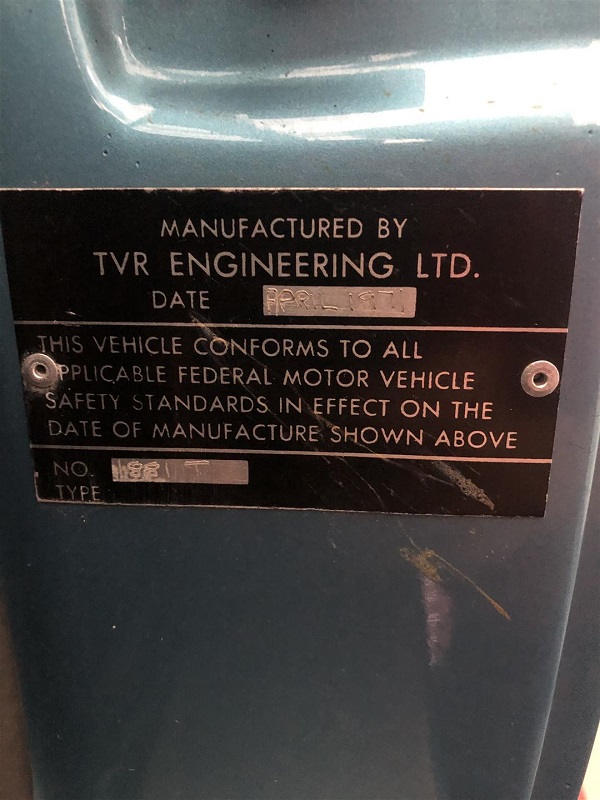 MANUFACTURED BY
TVR ENGINEERING LTD.
DATE APRIL 1971
THIS VEHICLE CONFORMS TO ALL
APPLICABLE FEDERAL MOTOR VEHICLE
SAFETY STANDARDS IN EFFECT ON THE
DATE OF MANUFACTURE SHOWN ABOVE
NO.
TYPE